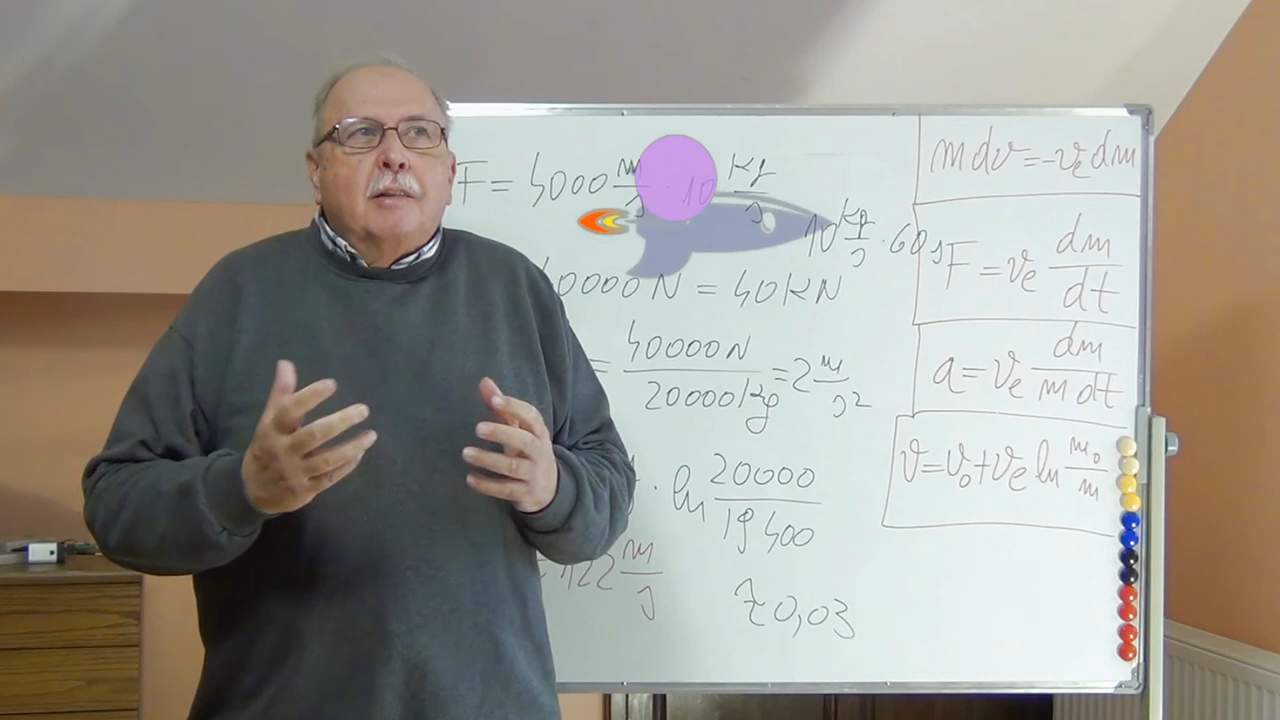 F = 4000 m/s · 10 kg/s
10 kg/s · 60 s
40000 N = 40 KN
= 40000 N / 20000 kg = 2 m/s²
· ln 20000 / 19400
= 122 m/s
≈ 0,03
m dv = -vₑ dm
F = vₑ dm/dt
a = vₑ dm / m dt
v = v₀ + vₑ ln m₀/m